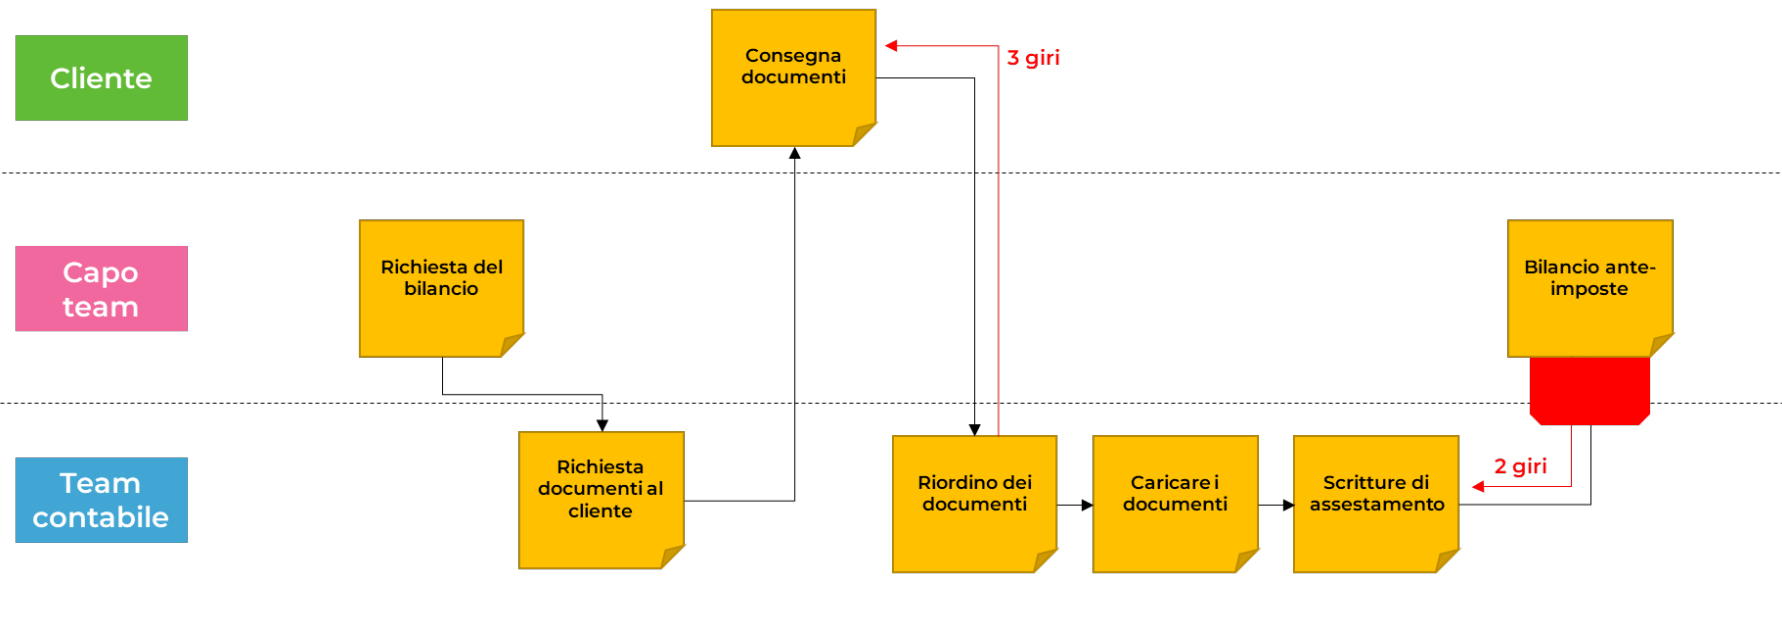 Cliente
Consegna
documenti
3 giri
Capo
team
Richiesta del
bilancio
Bilancio ante-
imposte
Team
contabile
Richiesta
documenti al
cliente
Riordino dei
documenti
Caricare i
documenti
Scritture di
assestamento
2 giri